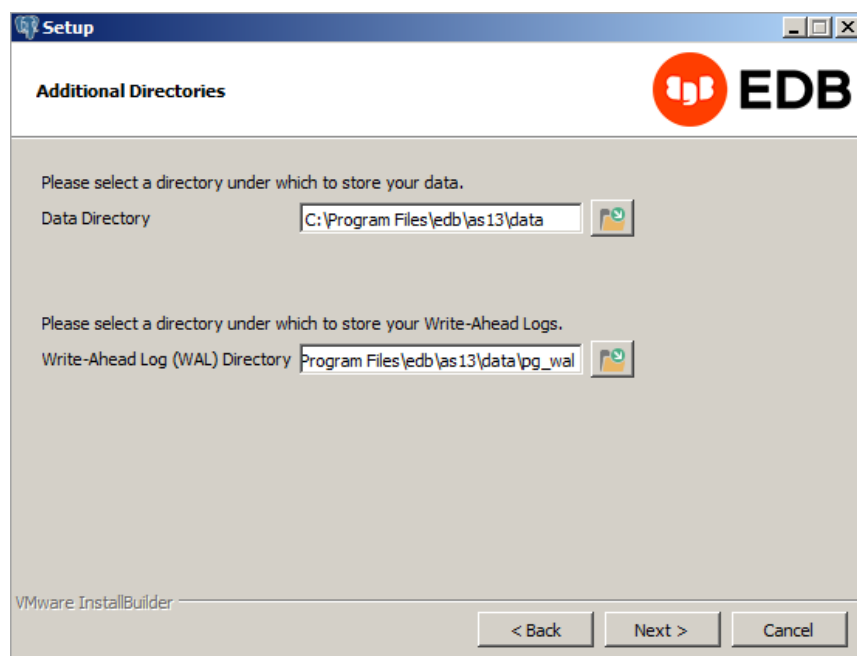 Setup
Additional Directories
EDB
Please select a directory under which to store your data.
Data Directory C:\Program Files\edb\as13\data
Please select a directory under which to store your Write-Ahead Logs.
Write-Ahead Log (WAL) Directory Program Files\edb\as13\data\pg_wal
VMware InstallBuilder
< Back Next > Cancel